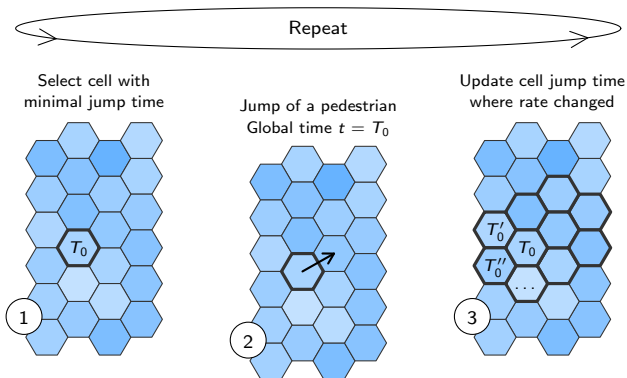 Repeat
Select cell with
minimal jump time
Jump of a pedestrian
Global time t = T₀
Update cell jump time
where rate changed
T₀
T₀′
T₀
T₀″
...
1
2
3